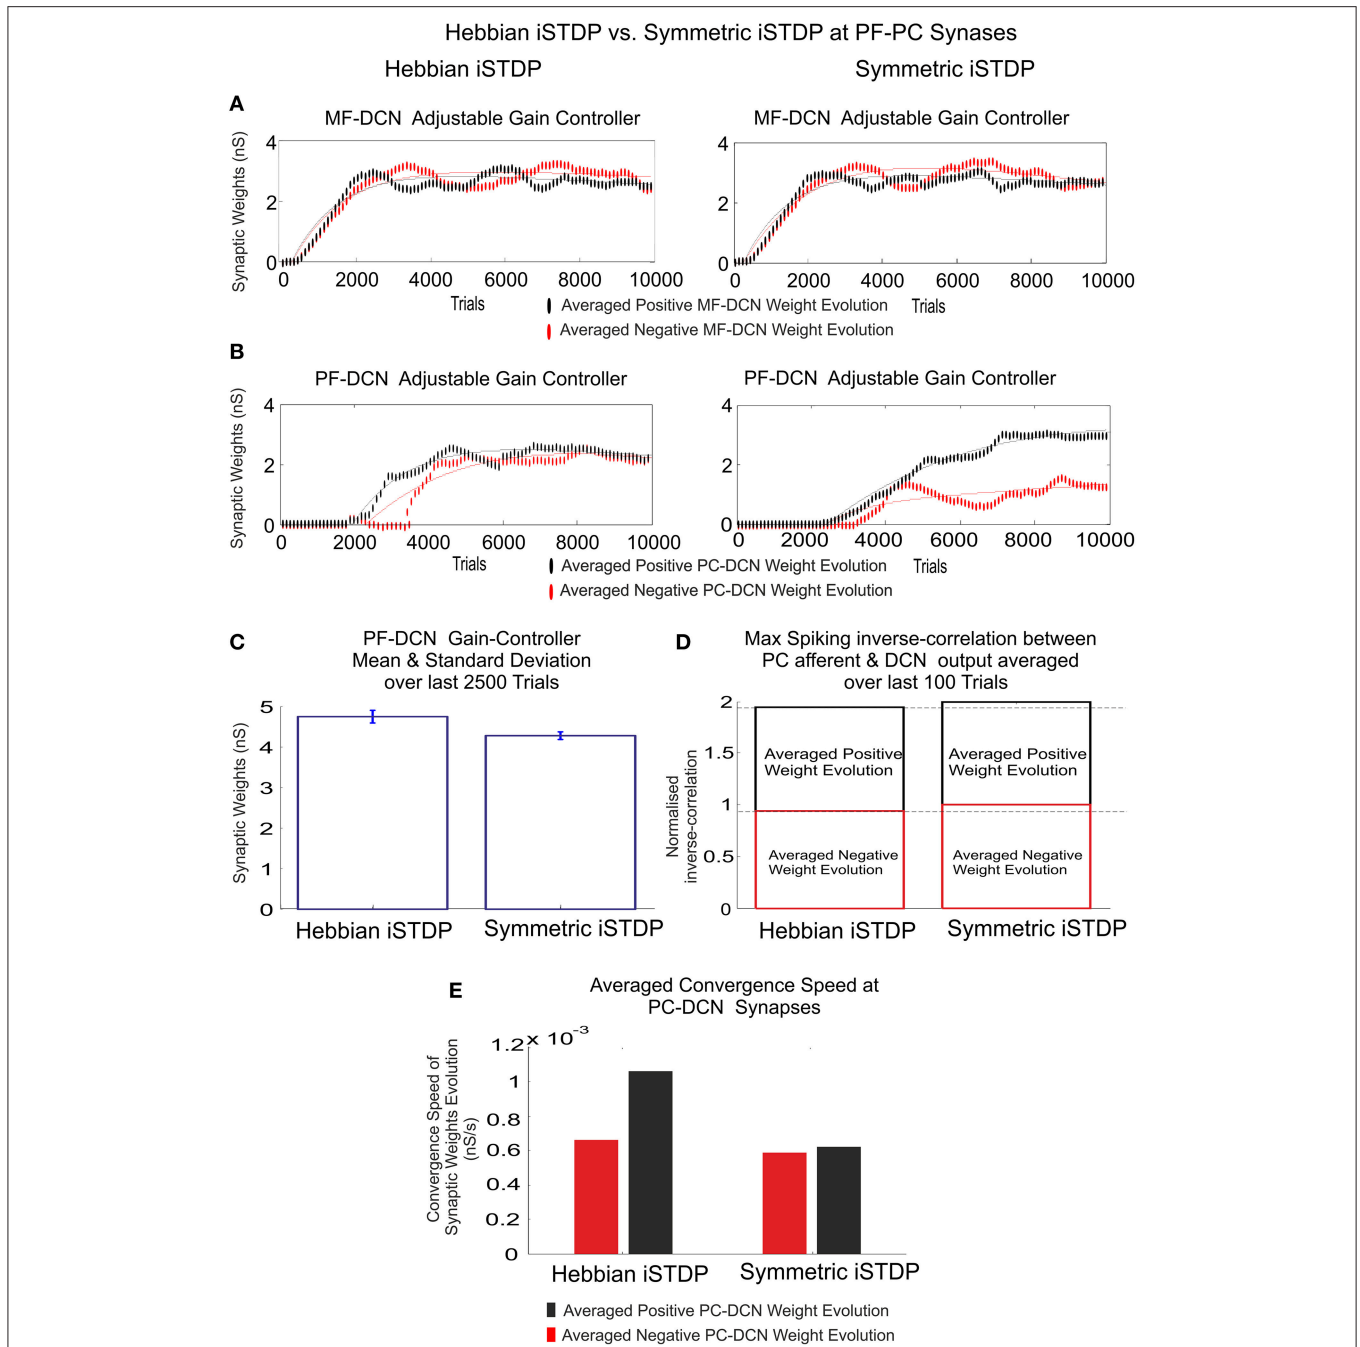 Hebbian iSTDP vs. Symmetric iSTDP at PF-PC Synases
Hebbian iSTDP
Symmetric iSTDP
A
MF-DCN Adjustable Gain Controller
Synaptic Weights (nS)
4
2
0
0 2000 4000 6000 8000 10000
Trials
MF-DCN Adjustable Gain Controller
4
2
0
0 2000 4000 6000 8000 10000
Trials
Averaged Positive MF-DCN Weight Evolution
Averaged Negative MF-DCN Weight Evolution
B
PF-DCN Adjustable Gain Controller
Synaptic Weights (nS)
4
2
0
0 2000 4000 6000 8000 10000
Trials
PF-DCN Adjustable Gain Controller
4
2
0
0 2000 4000 6000 8000 10000
Trials
Averaged Positive PC-DCN Weight Evolution
Averaged Negative PC-DCN Weight Evolution
C
PF-DCN Gain-Controller
Mean & Standard Deviation
over last 2500 Trials
Synaptic Weights (nS)
5
4
3
2
1
0
Hebbian iSTDP
Symmetric iSTDP
D
Max Spiking inverse-correlation between
PC afferent & DCN output averaged
over last 100 Trials
Normalised
inverse-correlation
2
1.5
1
0.5
0
Averaged Positive
Weight Evolution
Averaged Positive
Weight Evolution
Averaged Negative
Weight Evolution
Averaged Negative
Weight Evolution
Hebbian iSTDP
Symmetric iSTDP
E
Averaged Convergence Speed at
PC-DCN Synapses
Convergence Speed of
Synaptic Weights Evolution
(nS/s)
1.2 × 10⁻³
1
0.8
0.6
0.4
0.2
0
Hebbian iSTDP
Symmetric iSTDP
Averaged Positive PC-DCN Weight Evolution
Averaged Negative PC-DCN Weight Evolution